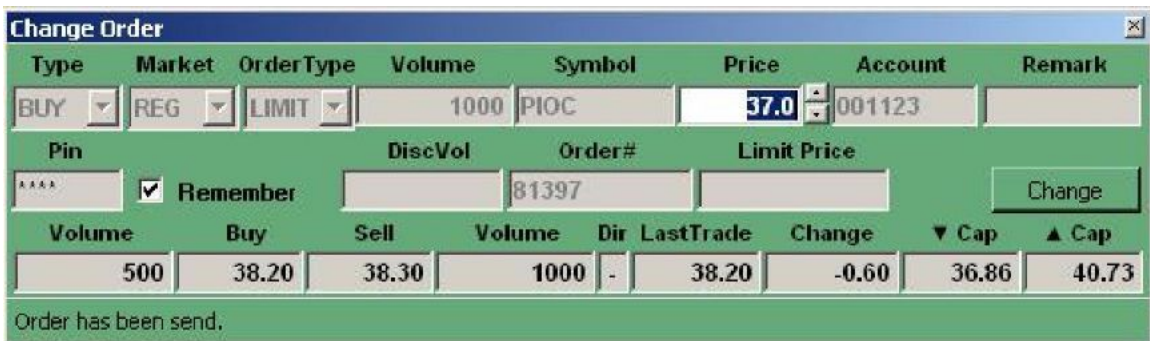 Change Order
Type Market OrderType Volume Symbol Price Account Remark
BUY REG LIMIT 1000 PIOC 37.0 001123
Pin DiscVol Order# Limit Price
**** Remember 81397 Change
Volume Buy Sell Volume Dir LastTrade Change ▼ Cap ▲ Cap
500 38.20 38.30 1000 - 38.20 -0.60 36.86 40.73
Order has been send.